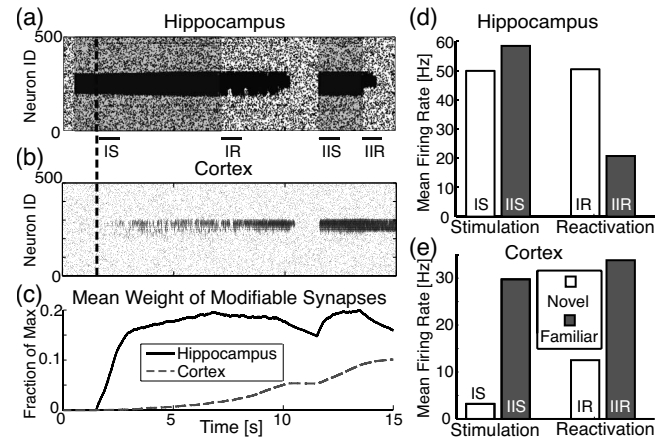 (a)
Hippocampus
500
Neuron ID
0
IS
IR
IIS
IIR
(b)
Cortex
500
Neuron ID
0
(c)
Mean Weight of Modifiable Synapses
0.2
0.1
0
Fraction of Max
Hippocampus
Cortex
0
5
10
15
Time [s]
(d)
Hippocampus
60
50
40
30
20
10
0
Mean Firing Rate [Hz]
IS
IIS
IR
IIR
Stimulation
Reactivation
(e)
Cortex
30
20
10
0
Mean Firing Rate [Hz]
Novel
Familiar
IS
IIS
IR
IIR
Stimulation
Reactivation